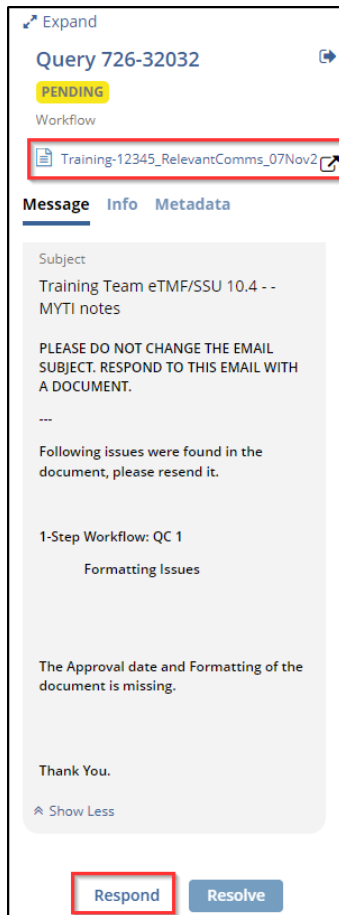 Expand
Query 726-32032
PENDING
Workflow
Training-12345_RelevantComms_07Nov2
Message Info Metadata
Subject
Training Team eTMF/SSU 10.4 - -
MYTI notes
PLEASE DO NOT CHANGE THE EMAIL
SUBJECT. RESPOND TO THIS EMAIL WITH
A DOCUMENT.
---
Following issues were found in the
document, please resend it.
1-Step Workflow: QC 1
Formatting Issues
The Approval date and Formatting of the
document is missing.
Thank You.
Show Less
Respond Resolve